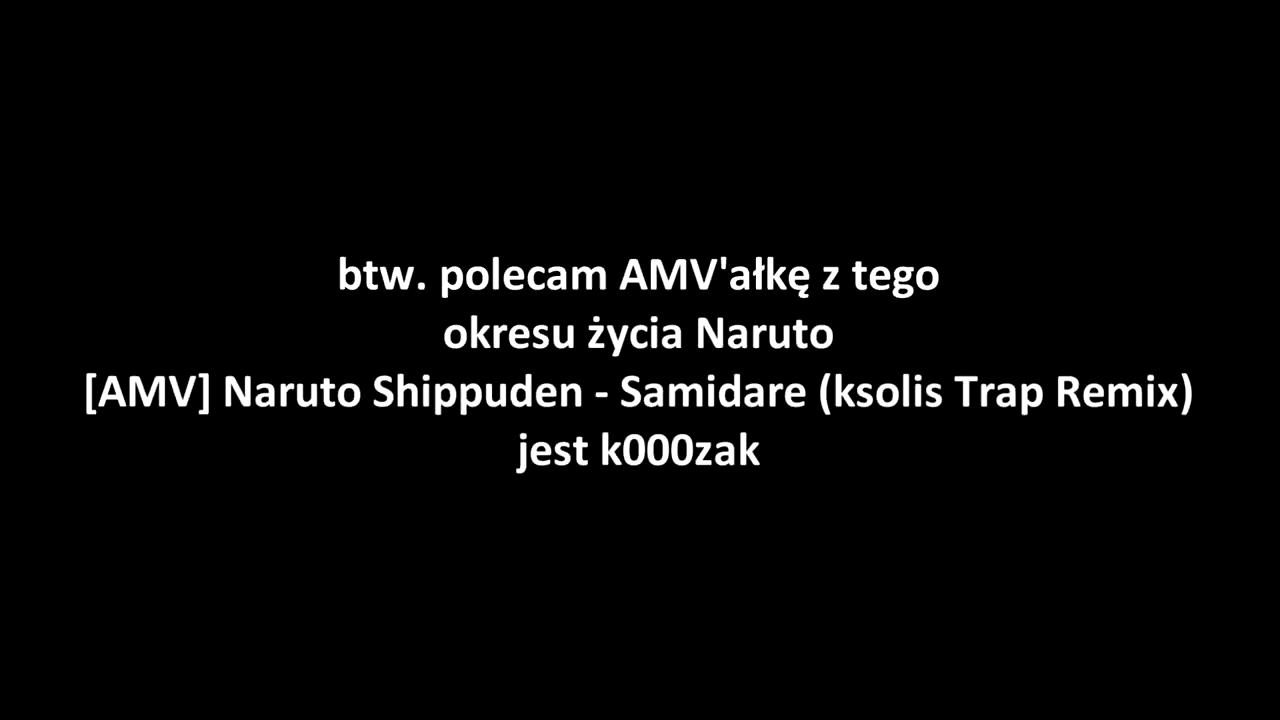 btw. polecam AMV'ałkę z tego
okresu życia Naruto
[AMV] Naruto Shippuden - Samidare (ksolis Trap Remix)
jest k000zak